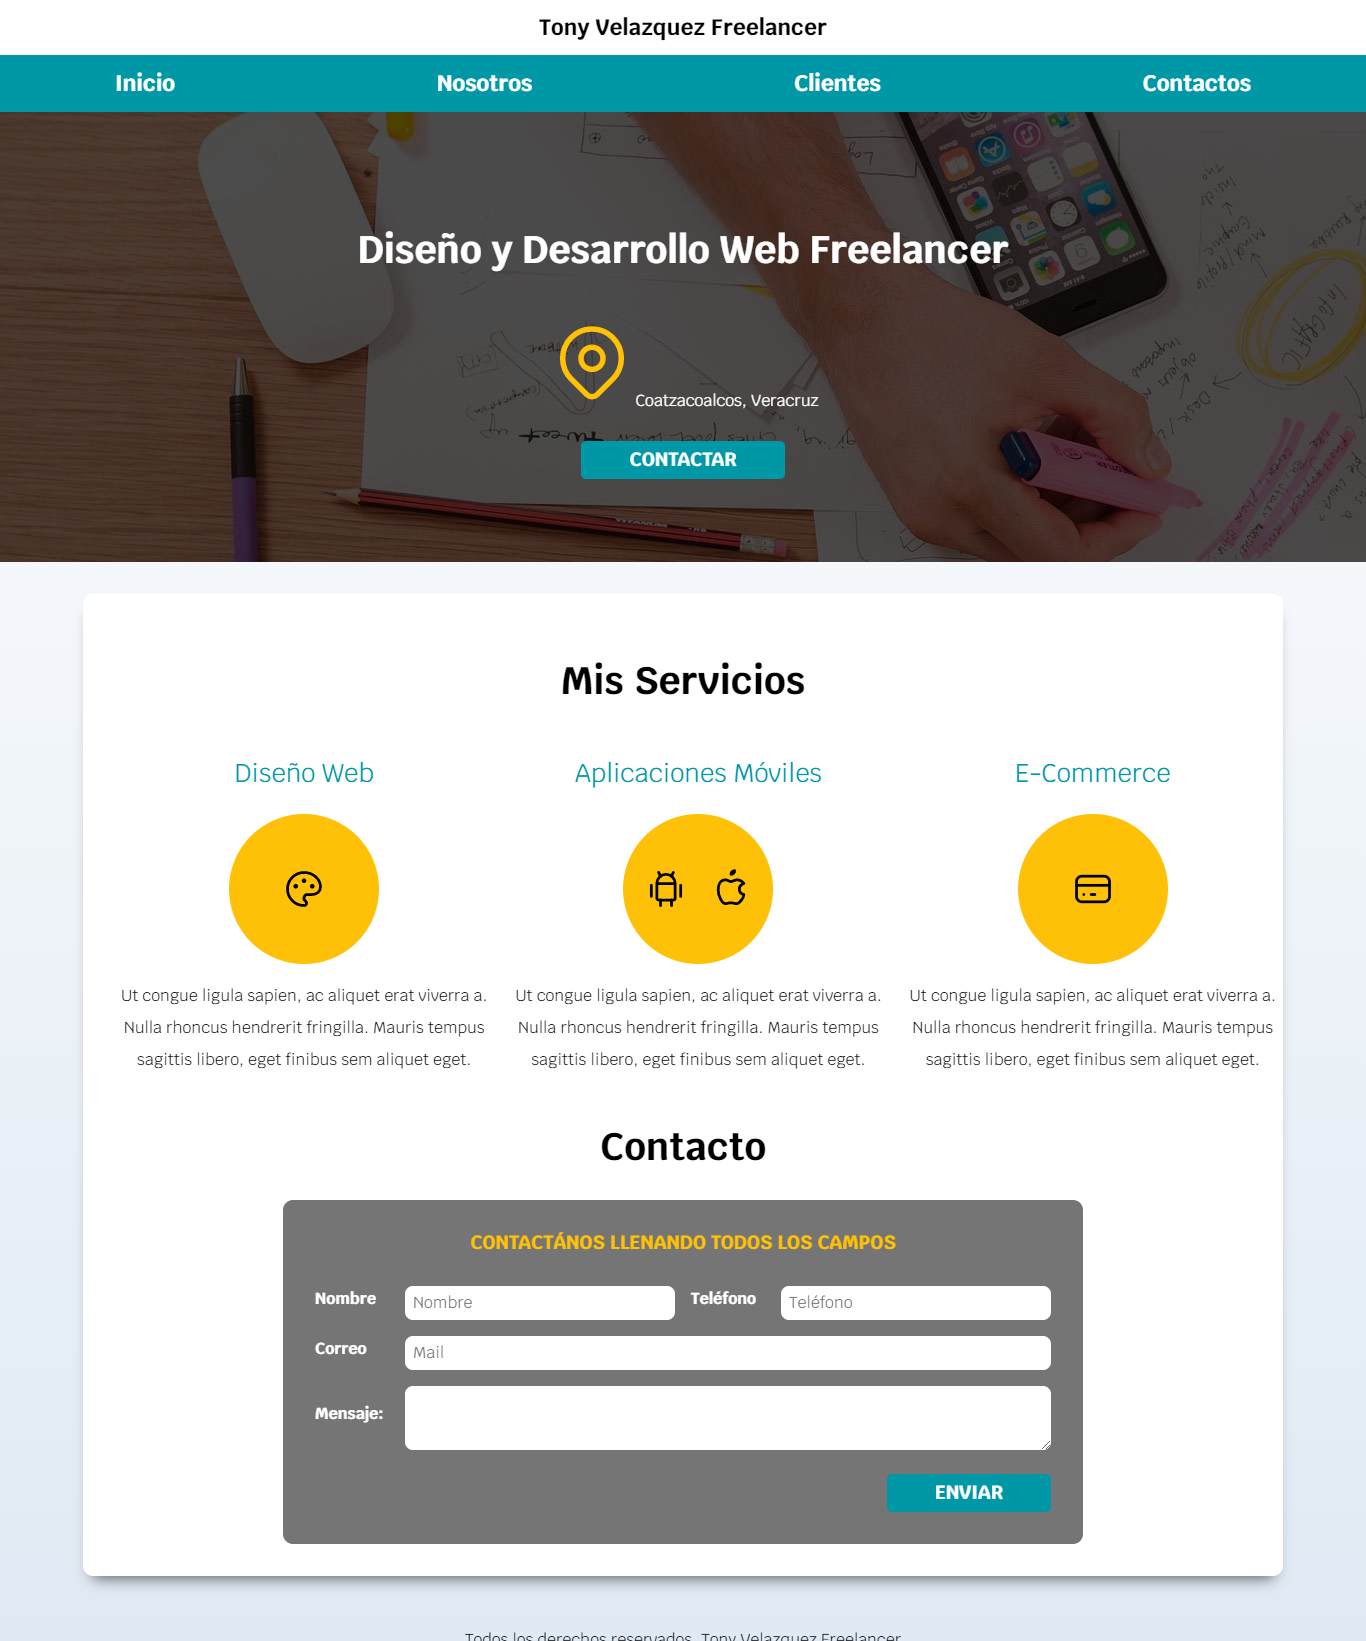 Tony Velazquez Freelancer
Inicio Nosotros Clientes Contactos
Diseño y Desarrollo Web Freelancer
Coatzacoalcos, Veracruz
CONTACTAR
Mis Servicios
Diseño Web
Ut congue ligula sapien, ac aliquet erat viverra a.
Nulla rhoncus hendrerit fringilla. Mauris tempus
sagittis libero, eget finibus sem aliquet eget.
Aplicaciones Móviles
Ut congue ligula sapien, ac aliquet erat viverra a.
Nulla rhoncus hendrerit fringilla. Mauris tempus
sagittis libero, eget finibus sem aliquet eget.
E-Commerce
Ut congue ligula sapien, ac aliquet erat viverra a.
Nulla rhoncus hendrerit fringilla. Mauris tempus
sagittis libero, eget finibus sem aliquet eget.
Contacto
CONTACTÁNOS LLENANDO TODOS LOS CAMPOS
Nombre Nombre Teléfono Teléfono
Correo Mail
Mensaje:
ENVIAR
Todos los derechos reservados. Tony Velazquez Freelancer